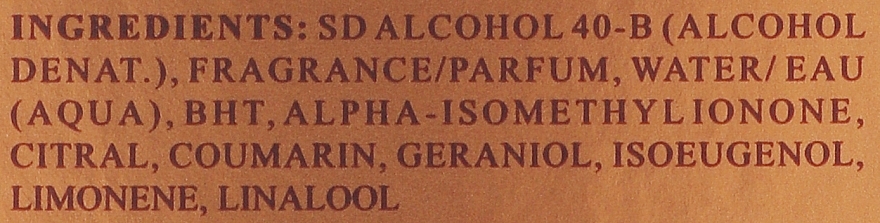 INGREDIENTS: SD ALCOHOL 40-B (ALCOHOL
DENAT.), FRAGRANCE/PARFUM, WATER/ EAU
(AQUA), BHT, ALPHA-ISOMETHYL IONONE,
CITRAL, COUMARIN, GERANIOL, ISOEUGENOL,
LIMONENE, LINALOOL